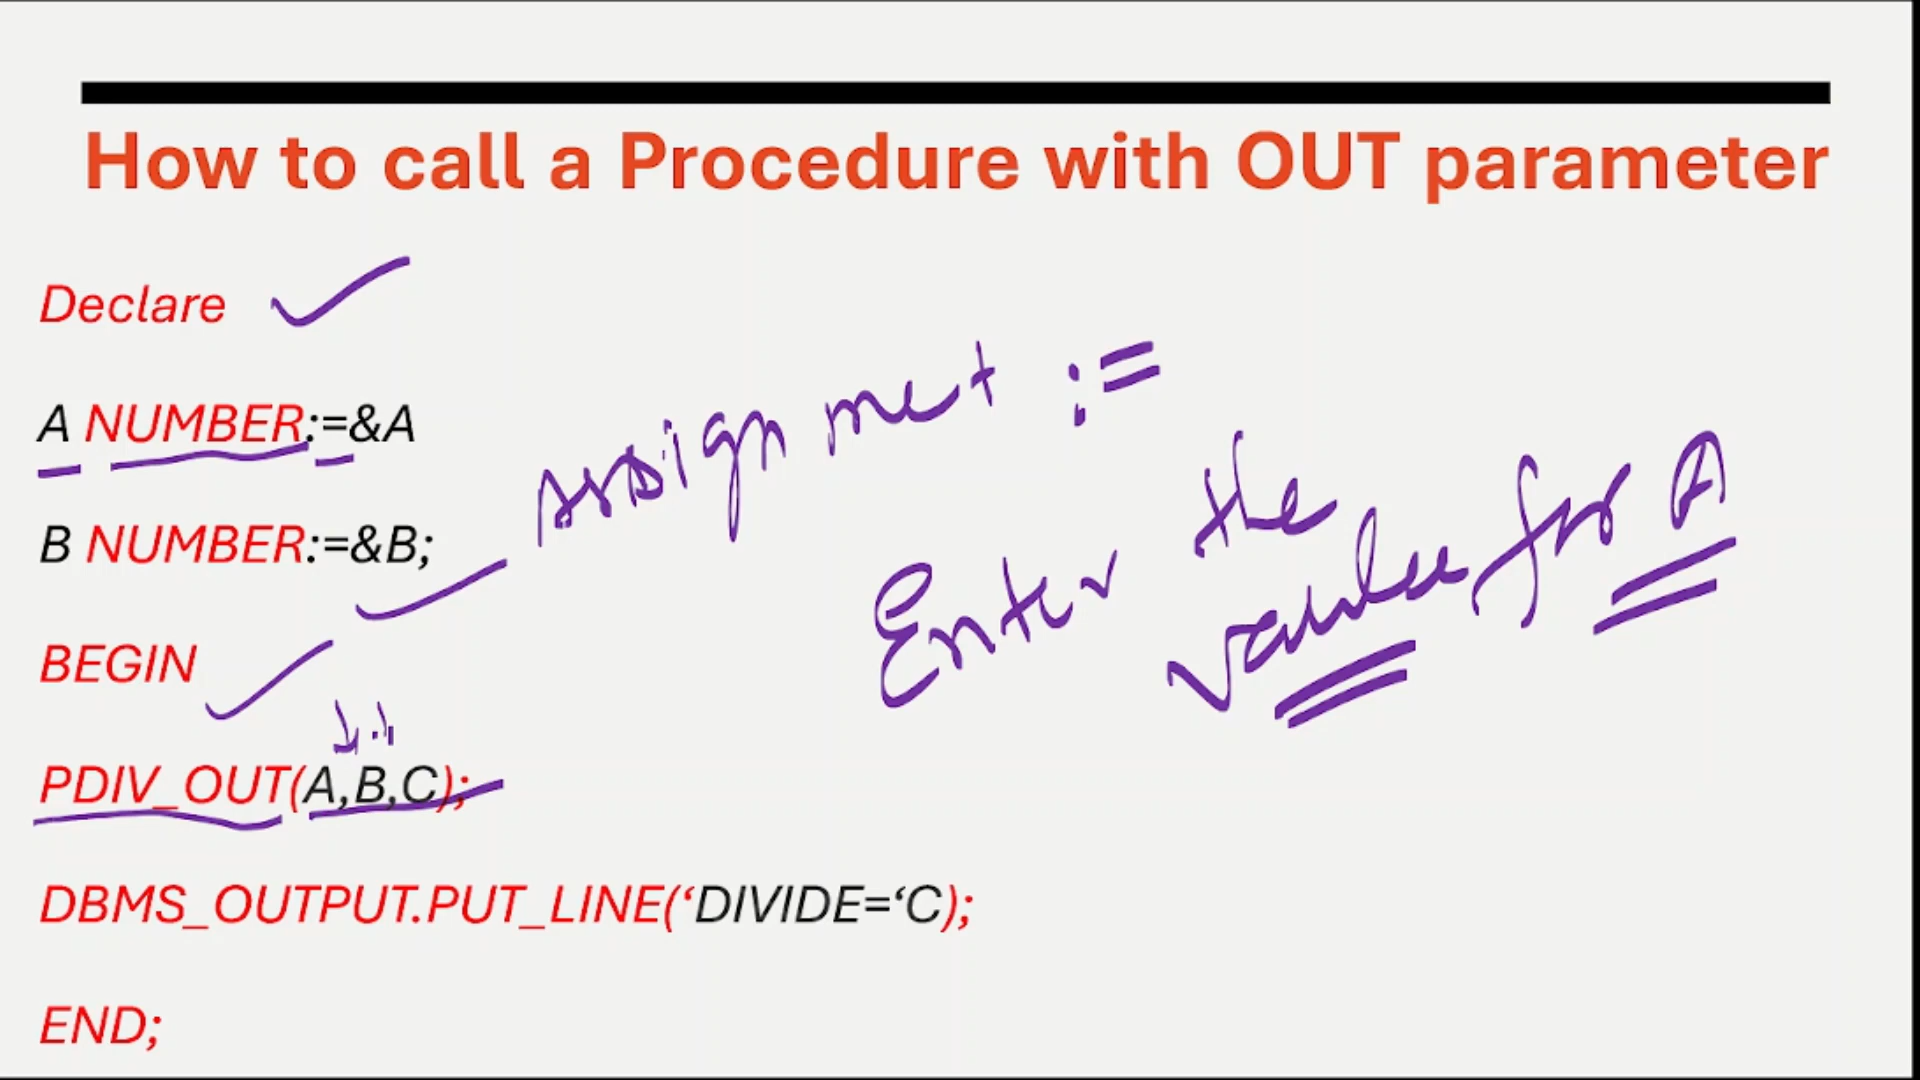 How to call a Procedure with OUT parameter
Declare
A NUMBER:=&A
B NUMBER:=&B;
BEGIN
PDIV_OUT(A,B,C);
DBMS_OUTPUT.PUT_LINE(‘DIVIDE=‘C);
END;
Assignmet :=
Enter the
value for A